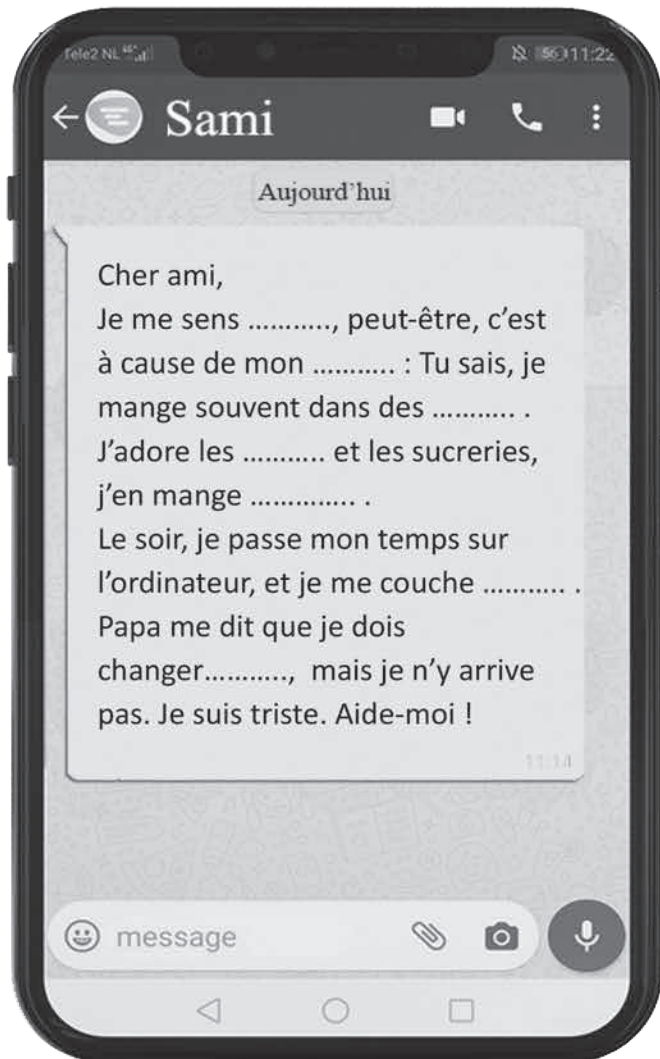 Tele2 NL 4G 56 11:22
Sami
Aujourd'hui
Cher ami,
Je me sens ..........., peut-être, c'est
à cause de mon ........... : Tu sais, je
mange souvent dans des ........... .
J'adore les ........... et les sucreries,
j'en mange .............. .
Le soir, je passe mon temps sur
l'ordinateur, et je me couche ........... .
Papa me dit que je dois
changer..........., mais je n'y arrive
pas. Je suis triste. Aide-moi !
11:14
message